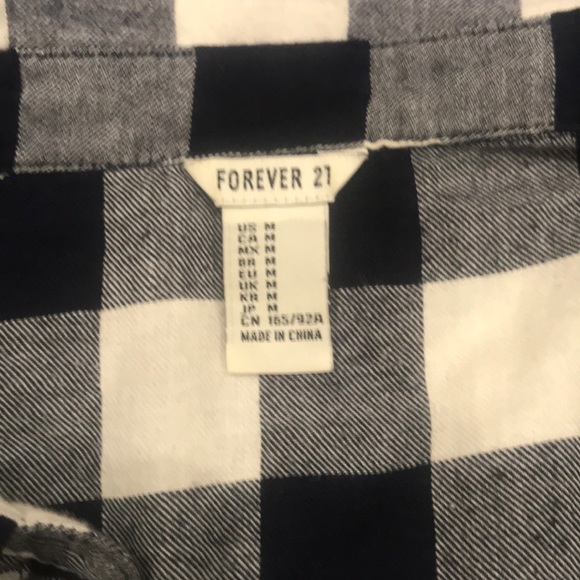 FOREVER 21
US M
CA M
MX M
BR M
EU M
UK M
KR M
JP M
CN 165/92A
MADE IN CHINA